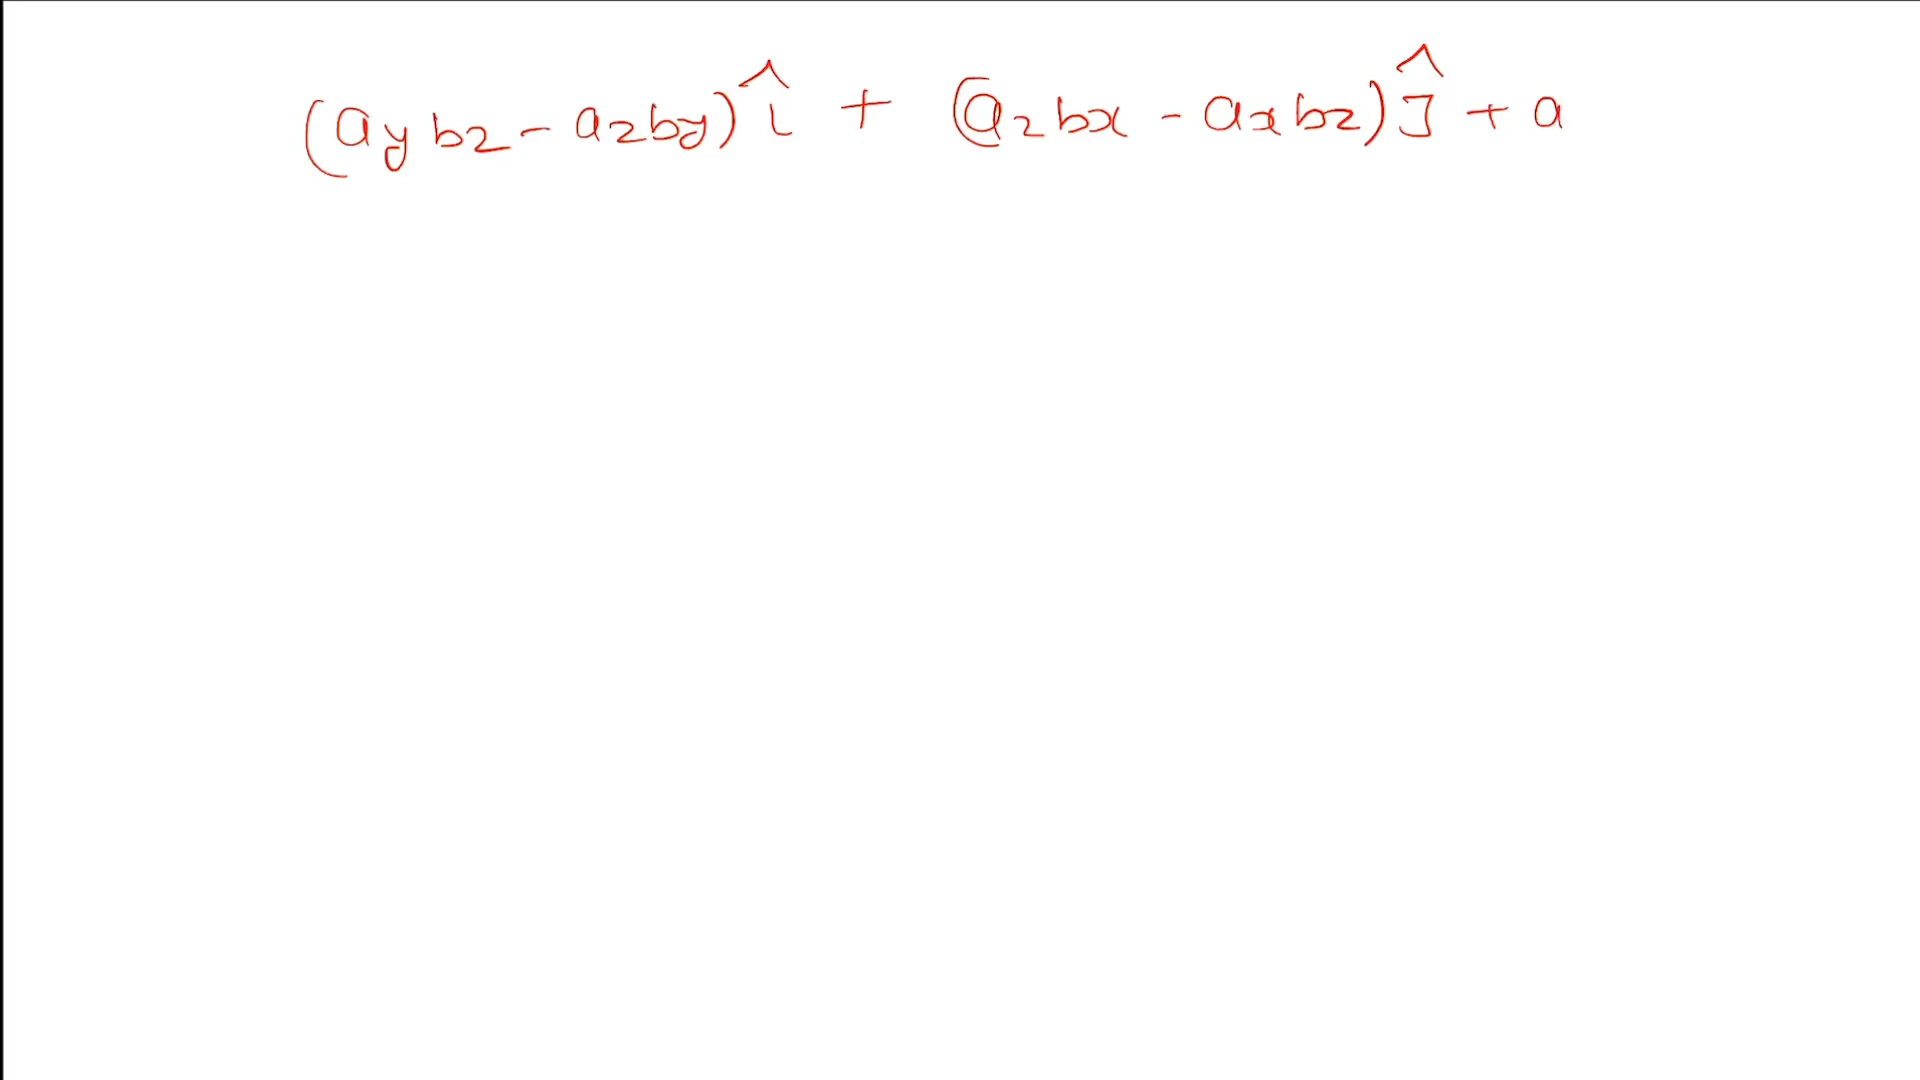 (ay bz - az by) î + (az bx - ax bz) ĵ + a